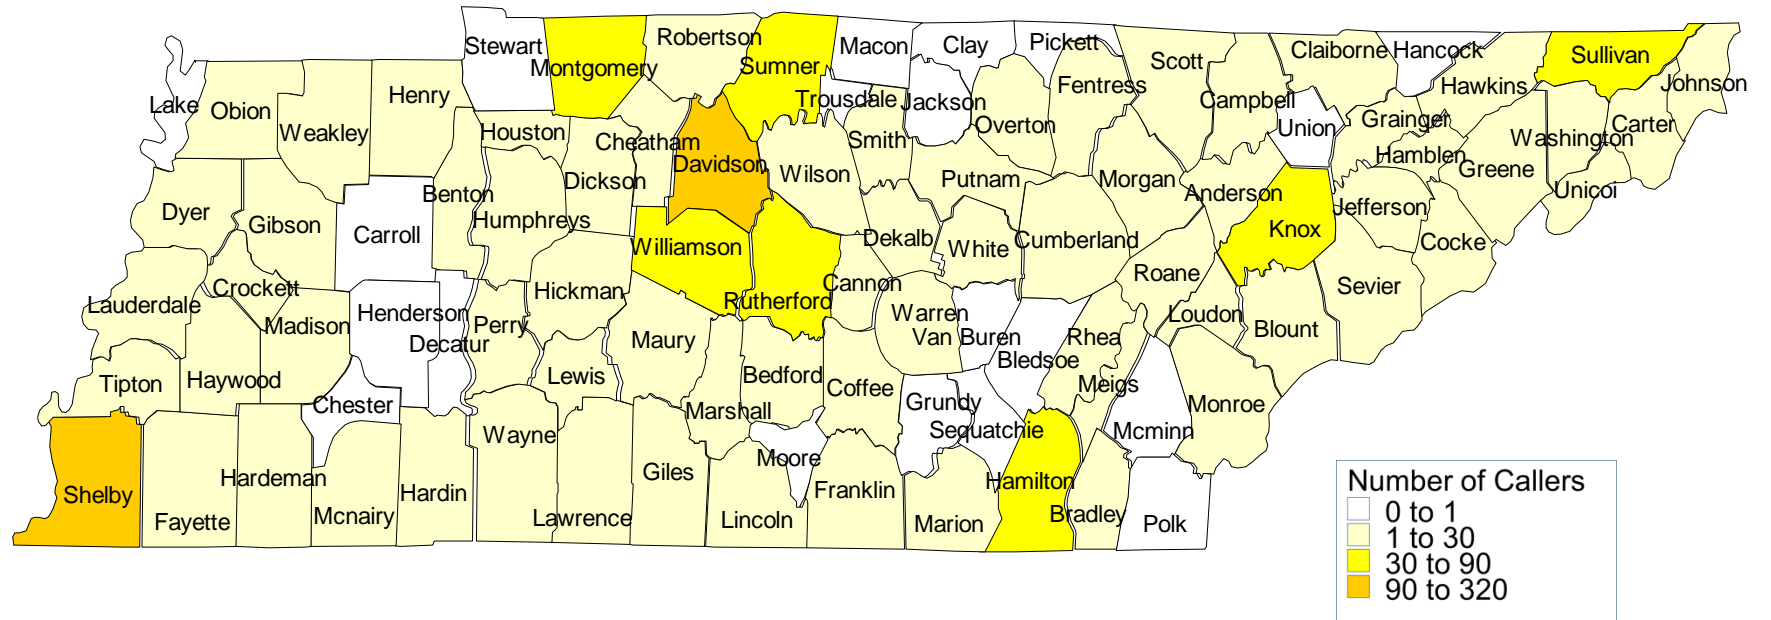 Stewart
Montgomery
Robertson
Sumner
Macon
Clay
Pickett
Scott
Claiborne
Hancock
Sullivan
Johnson
Hawkins
Lake
Obion
Weakley
Henry
Houston
Cheatham
Trousdale
Jackson
Fentress
Campbell
Union
Grainger
Washington
Carter
Hamblen
Greene
Unicoi
Overton
Smith
Davidson
Wilson
Dickson
Benton
Humphreys
Putnam
Morgan
Anderson
Jefferson
Cocke
Dyer
Gibson
Carroll
Williamson
Dekalb
White
Cumberland
Knox
Roane
Sevier
Lauderdale
Crockett
Madison
Henderson
Decatur
Perry
Hickman
Rutherford
Cannon
Warren
Van Buren
Bledsoe
Rhea
Loudon
Blount
Maury
Tipton
Haywood
Chester
Lewis
Marshall
Bedford
Coffee
Grundy
Sequatchie
Meigs
Mcminn
Monroe
Shelby
Fayette
Hardeman
Mcnairy
Hardin
Wayne
Lawrence
Giles
Lincoln
Moore
Franklin
Marion
Hamilton
Bradley
Polk
Number of Callers
0 to 1
1 to 30
30 to 90
90 to 320